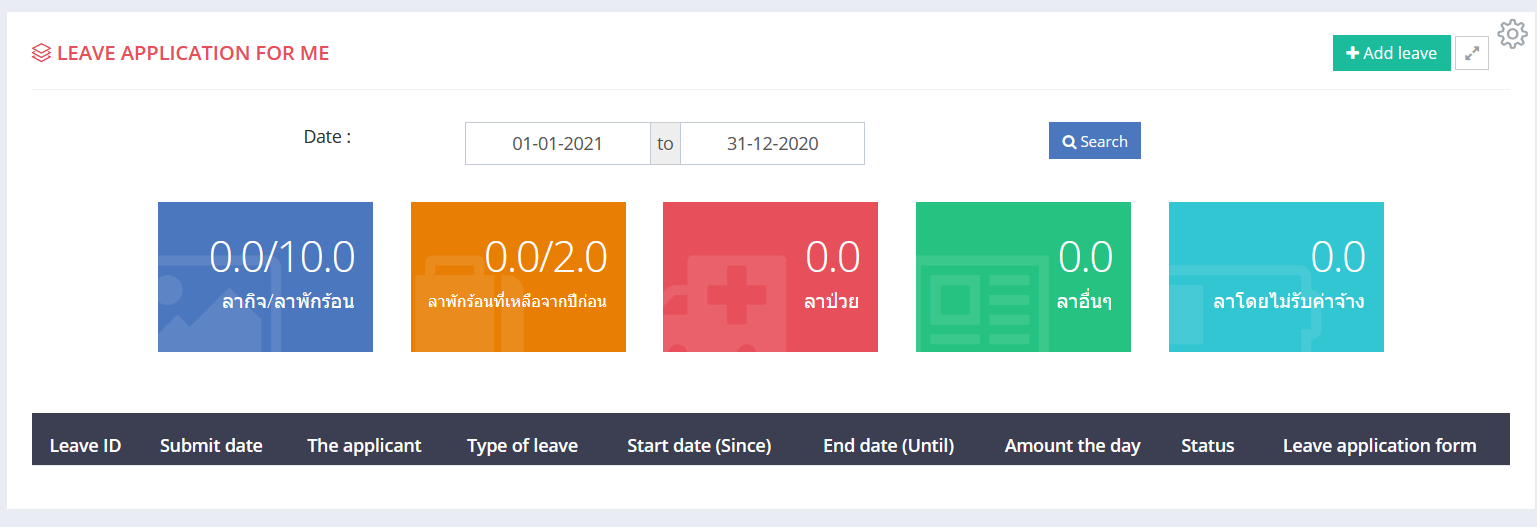 LEAVE APPLICATION FOR ME
Add leave
Date :
01-01-2021 to 31-12-2020
Search
0.0/10.0
ลากิจ/ลาพักร้อน
0.0/2.0
ลาพักร้อนที่เหลือจากปีก่อน
0.0
ลาป่วย
0.0
ลาอื่นๆ
0.0
ลาโดยไม่รับค่าจ้าง
Leave ID Submit date The applicant Type of leave Start date (Since) End date (Until) Amount the day Status Leave application form